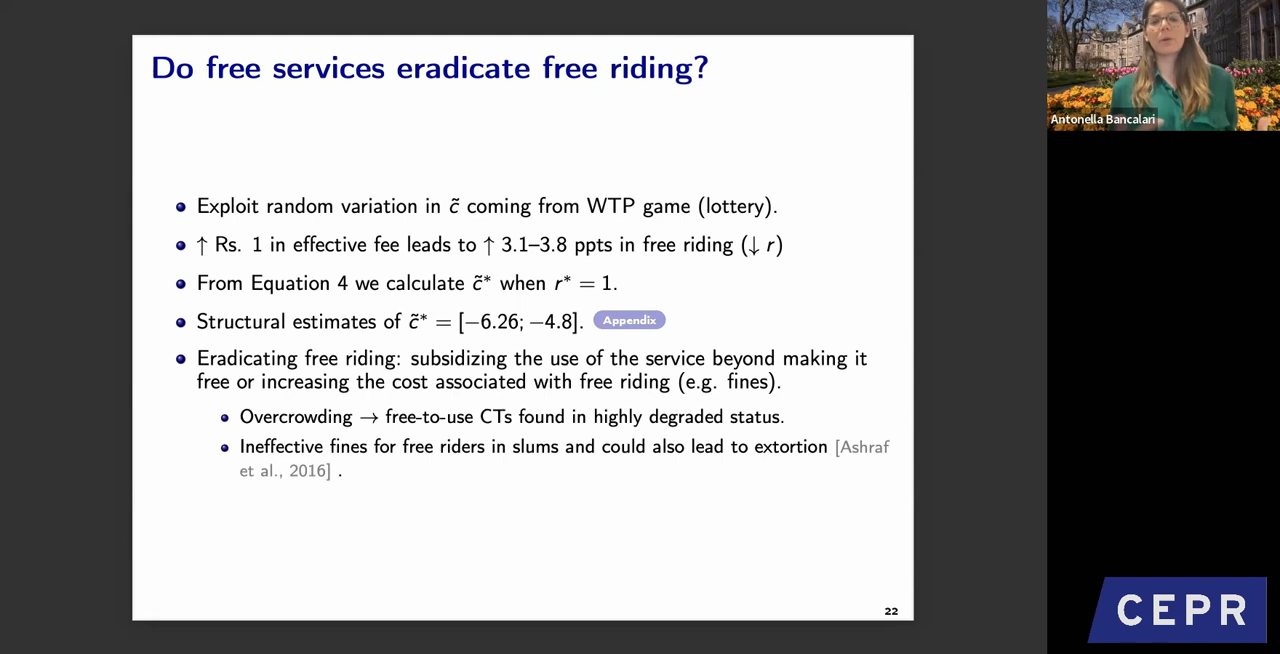 Do free services eradicate free riding?
Exploit random variation in c̃ coming from WTP game (lottery).
↑ Rs. 1 in effective fee leads to ↑ 3.1–3.8 ppts in free riding (↓ r)
From Equation 4 we calculate c̃* when r* = 1.
Structural estimates of c̃* = [−6.26; −4.8]. Appendix
Eradicating free riding: subsidizing the use of the service beyond making it
free or increasing the cost associated with free riding (e.g. fines).
Overcrowding → free-to-use CTs found in highly degraded status.
Ineffective fines for free riders in slums and could also lead to extortion [Ashraf
et al., 2016] .
22
Antonella Bancalari
CEPR